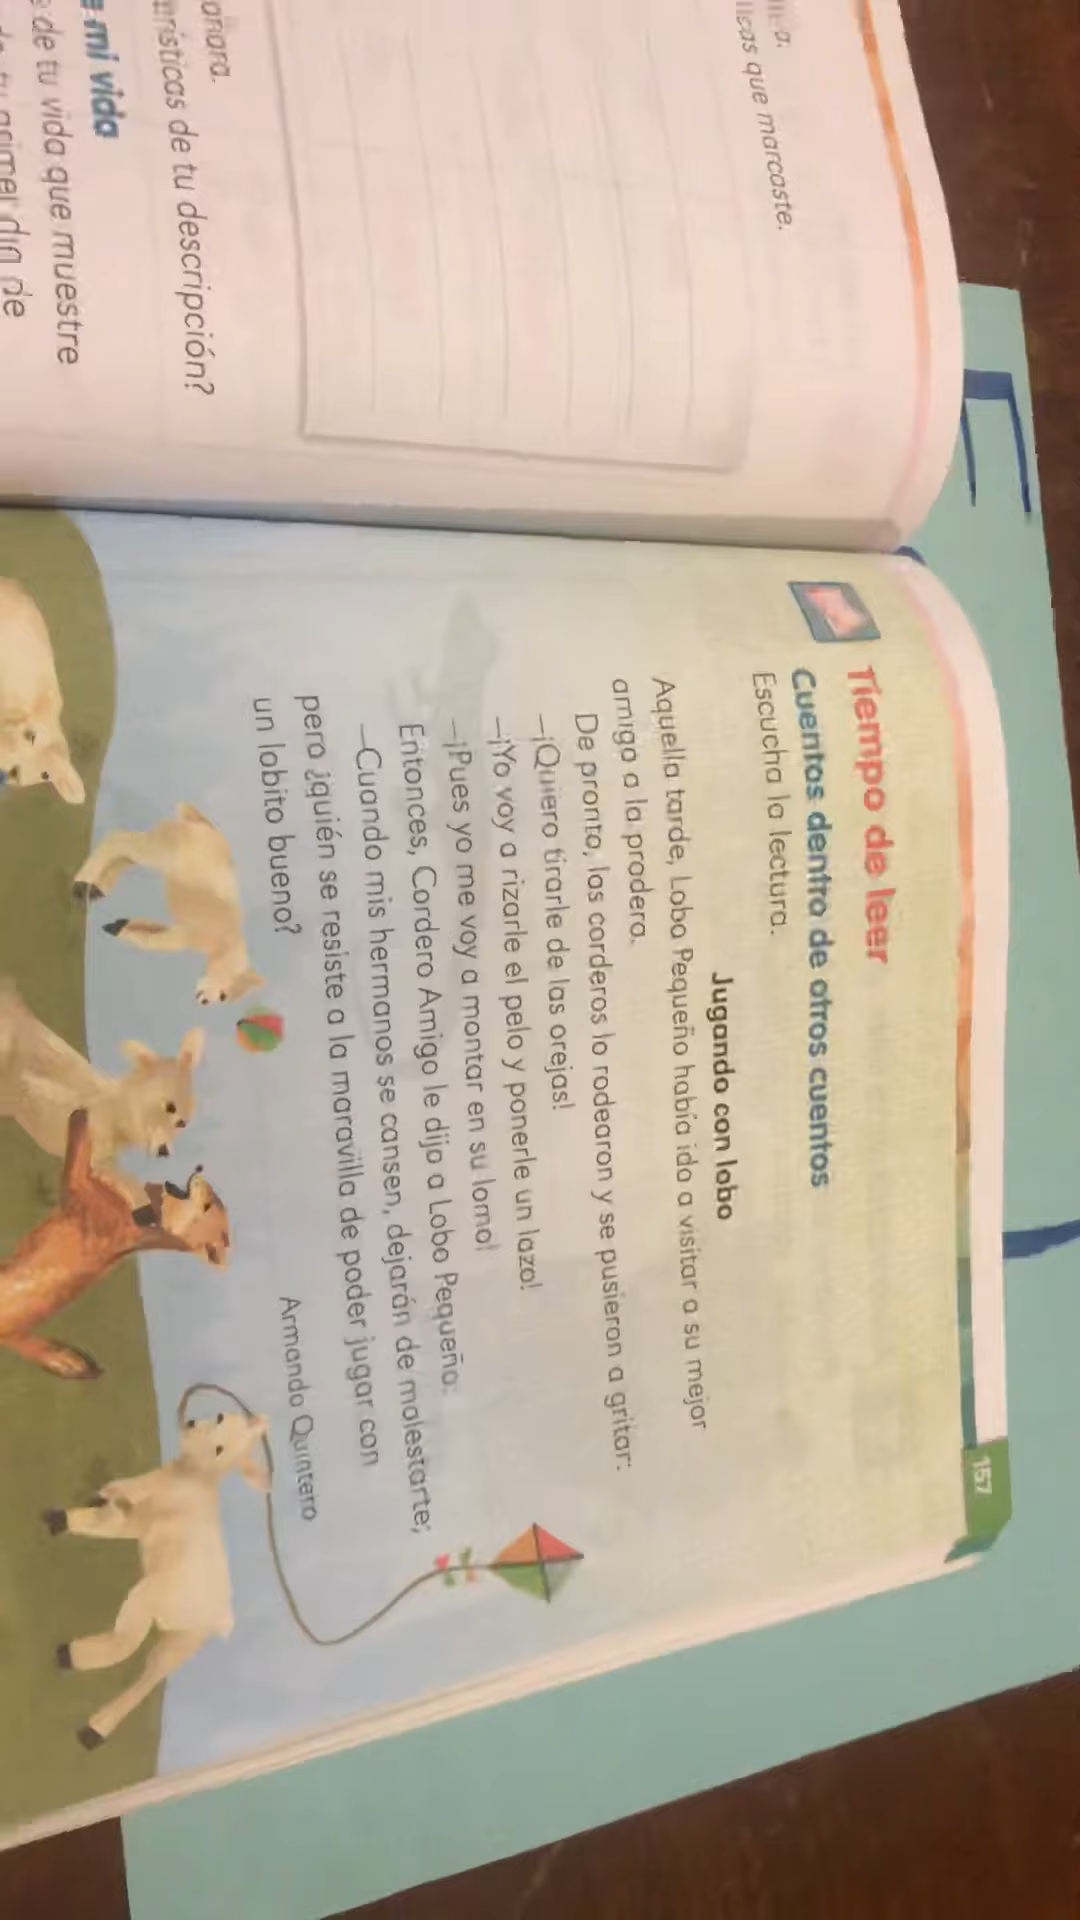 que marcaste.
de tu descripción?
mi vida
de tu vida que muestre
de
157
Tiempo de leer
Cuentos dentro de otros cuentos
Escucha la lectura.
Jugando con lobo
Aquella tarde, Lobo Pequeño había ido a visitar a su mejor
amigo a la pradera.
De pronto, los corderos lo rodearon y se pusieron a gritar:
—¡Quiero tirarle de las orejas!
—¡Yo voy a rizarle el pelo y ponerle un lazo!
—¡Pues yo me voy a montar en su lomo!
Entonces, Cordero Amigo le dijo a Lobo Pequeño:
—Cuando mis hermanos se cansen, dejarán de molestarte;
pero ¿quién se resiste a la maravilla de poder jugar con
un lobito bueno?
Armando Quintero